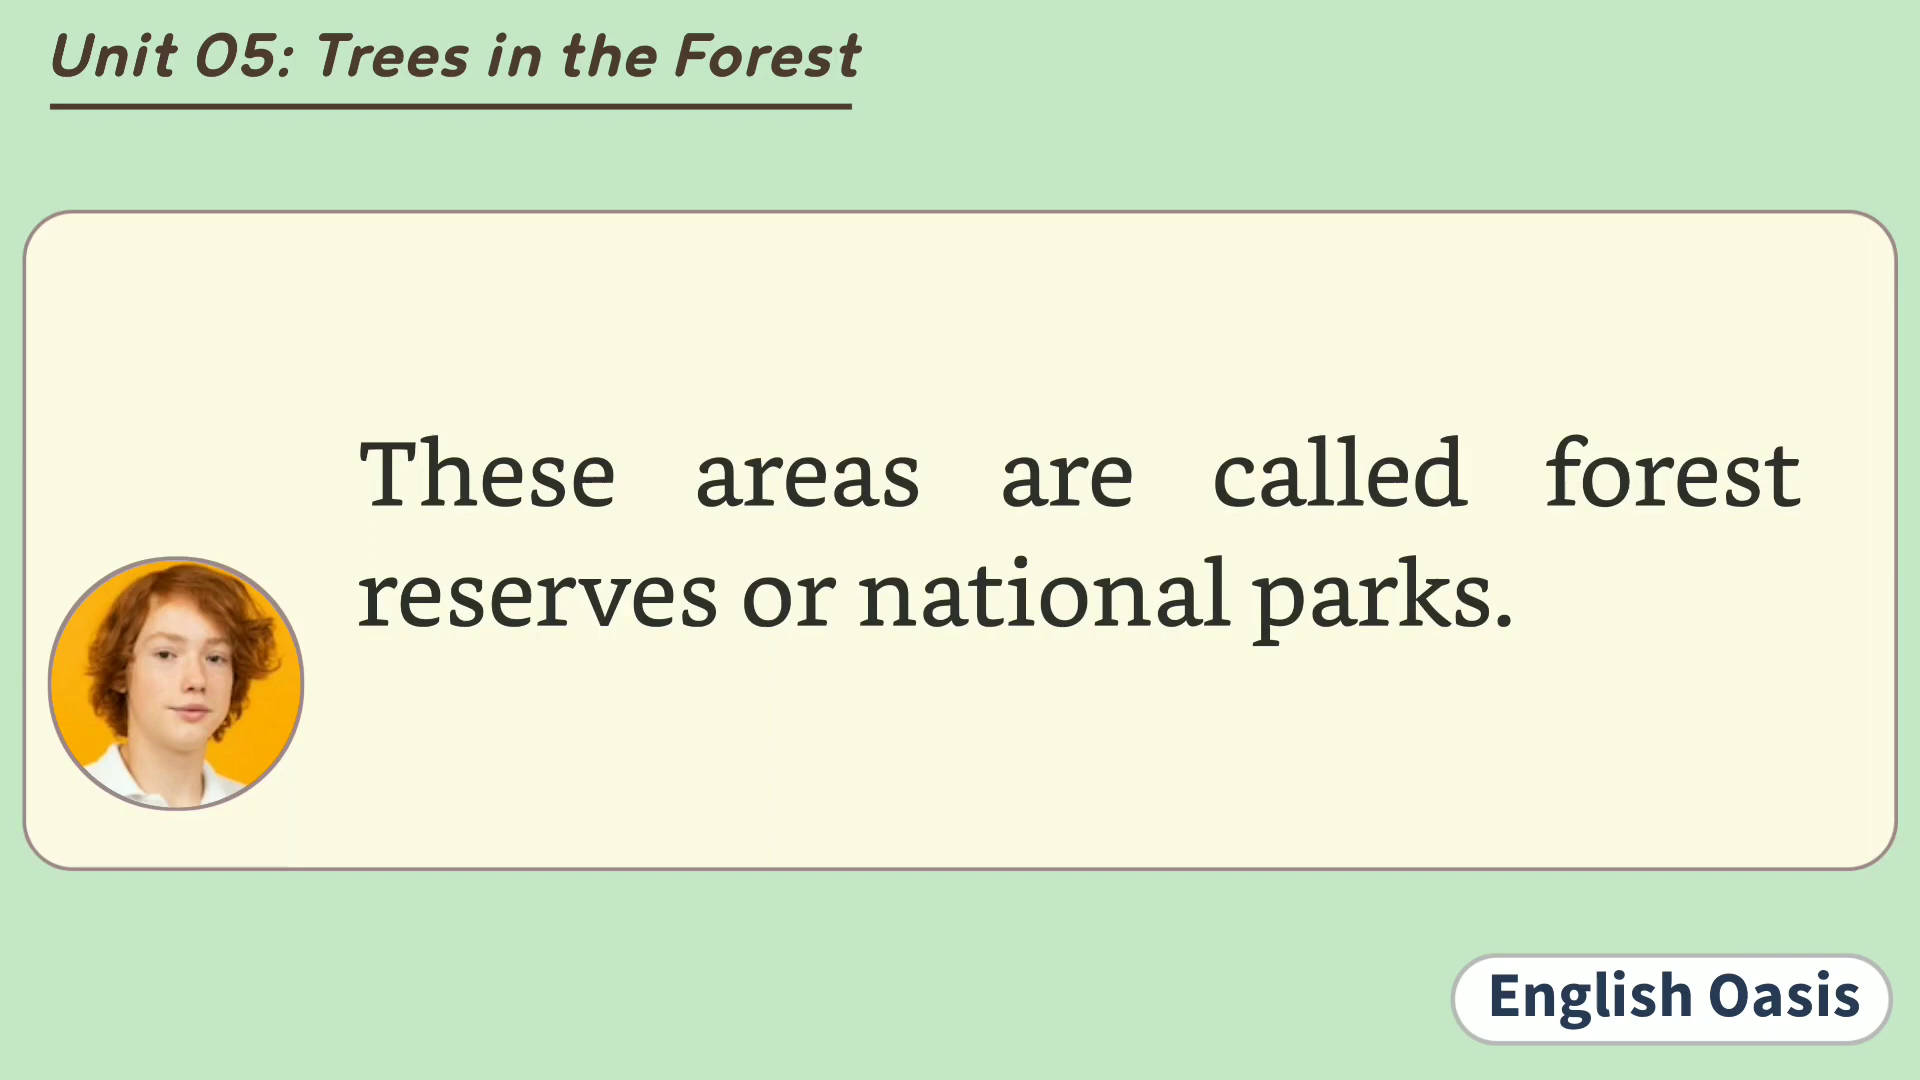 Unit 05: Trees in the Forest
These areas are called forest
reserves or national parks.
English Oasis